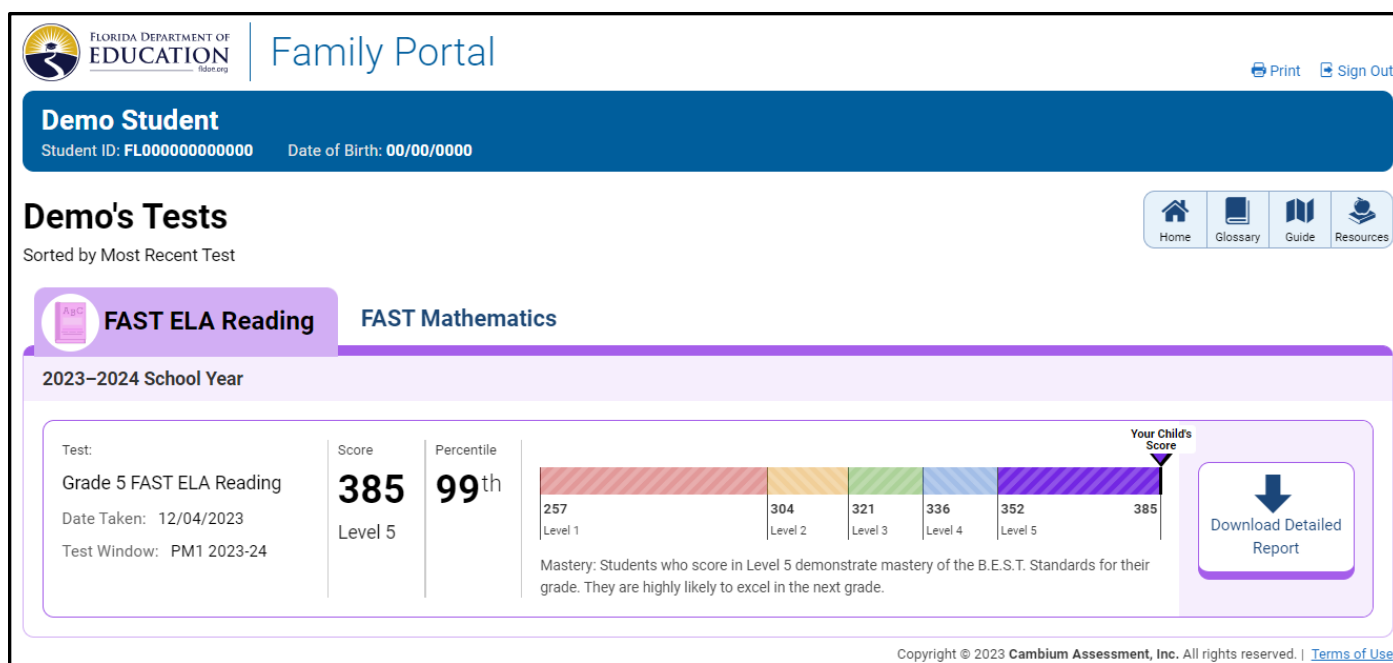 FLORIDA DEPARTMENT OF
EDUCATION
fldoe.org
Family Portal
Print Sign Out
Demo Student
Student ID: FL000000000000 Date of Birth: 00/00/0000
Demo's Tests
Sorted by Most Recent Test
Home Glossary Guide Resources
ABC
FAST ELA Reading FAST Mathematics
2023–2024 School Year
Test:
Grade 5 FAST ELA Reading
Date Taken: 12/04/2023
Test Window: PM1 2023-24
Score
385
Level 5
Percentile
99th
Your Child's
Score
257 304 321 336 352 385
Level 1 Level 2 Level 3 Level 4 Level 5
Mastery: Students who score in Level 5 demonstrate mastery of the B.E.S.T. Standards for their
grade. They are highly likely to excel in the next grade.
Download Detailed
Report
Copyright © 2023 Cambium Assessment, Inc. All rights reserved. | Terms of Use